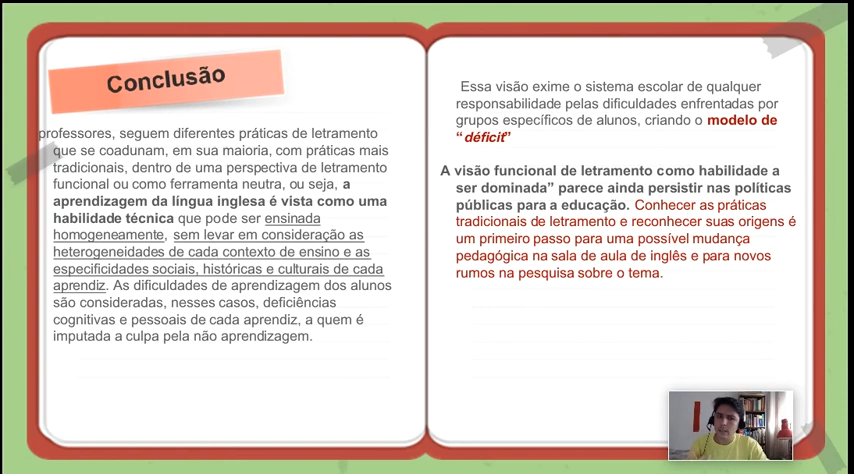 Conclusão
professores, seguem diferentes práticas de letramento
que se coadunam, em sua maioria, com práticas mais
tradicionais, dentro de uma perspectiva de letramento
funcional ou como ferramenta neutra, ou seja, a
aprendizagem da língua inglesa é vista como uma
habilidade técnica que pode ser ensinada
homogeneamente, sem levar em consideração as
heterogeneidades de cada contexto de ensino e as
especificidades sociais, históricas e culturais de cada
aprendiz. As dificuldades de aprendizagem dos alunos
são consideradas, nesses casos, deficiências
cognitivas e pessoais de cada aprendiz, a quem é
imputada a culpa pela não aprendizagem.
Essa visão exime o sistema escolar de qualquer
responsabilidade pelas dificuldades enfrentadas por
grupos específicos de alunos, criando o modelo de
“déficit”
A visão funcional de letramento como habilidade a
ser dominada” parece ainda persistir nas políticas
públicas para a educação. Conhecer as práticas
tradicionais de letramento e reconhecer suas origens é
um primeiro passo para uma possível mudança
pedagógica na sala de aula de inglês e para novos
rumos na pesquisa sobre o tema.